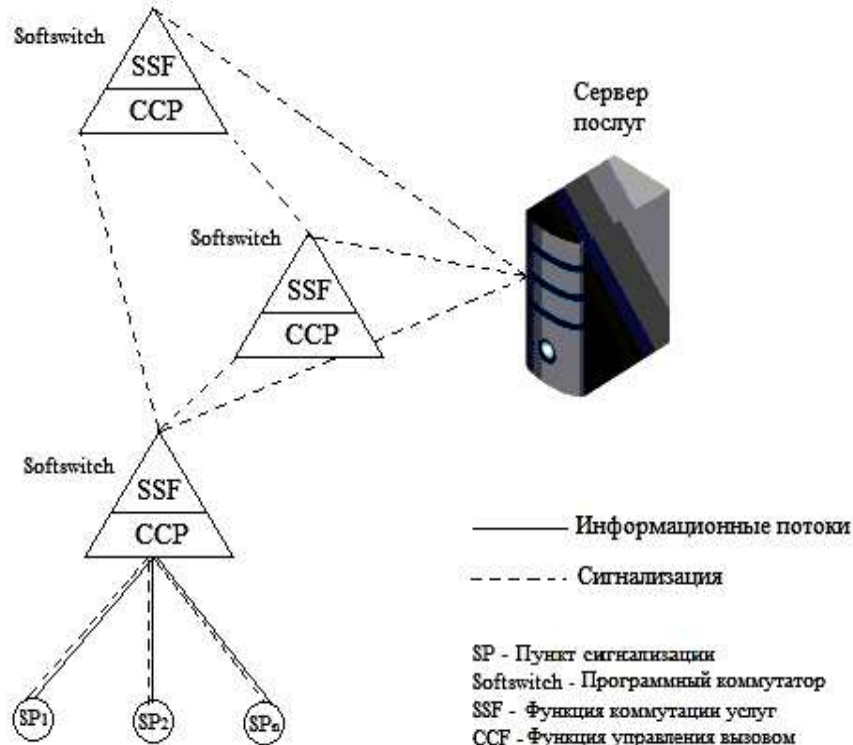 Softswitch
SSF
CCP
Сервер
послуг
Softswitch
SSF
CCP
Softswitch
SSF
CCP
Информационные потоки
Сигнализация
SP1
SP2
SPn
SP - Пункт сигнализации
Softswitch - Программный коммутатор
SSF - Функция коммутации услуг
CCF - Функция управления вызовом